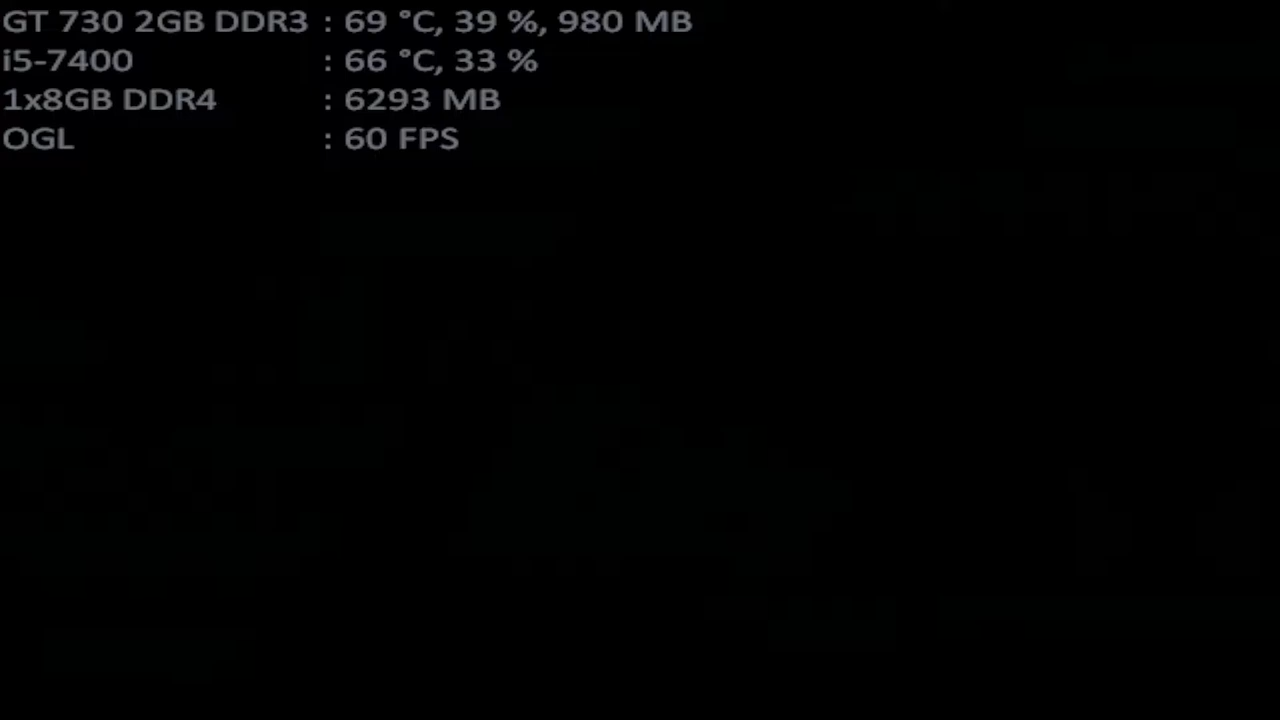 GT 730 2GB DDR3 : 69 °C, 39 %, 980 MB
i5-7400 : 66 °C, 33 %
1x8GB DDR4 : 6293 MB
OGL : 60 FPS